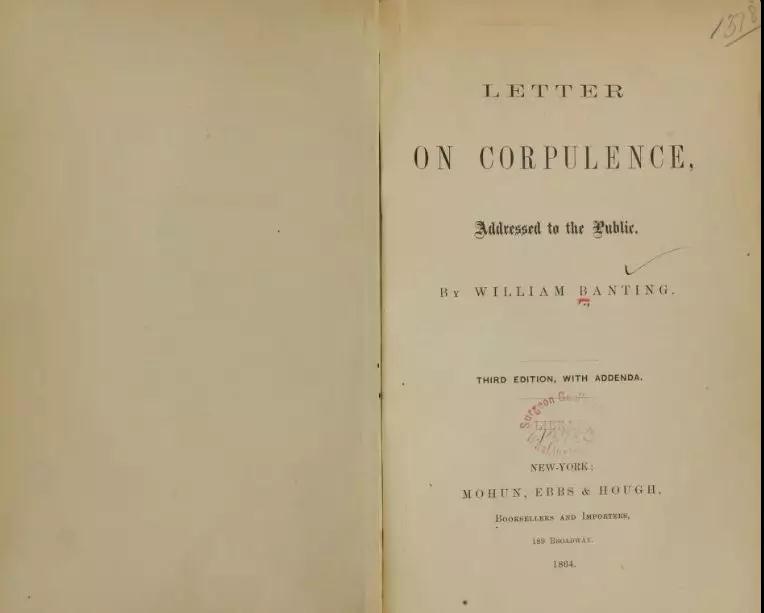 1378
LETTER
ON CORPULENCE,
Addressed to the Public.
By WILLIAM BANTING.
THIRD EDITION, WITH ADDENDA.
Surgeon
NEW-YORK:
MOHUN, EBBS & HOUGH,
Booksellers and Importers,
189 Broadway.
1864.